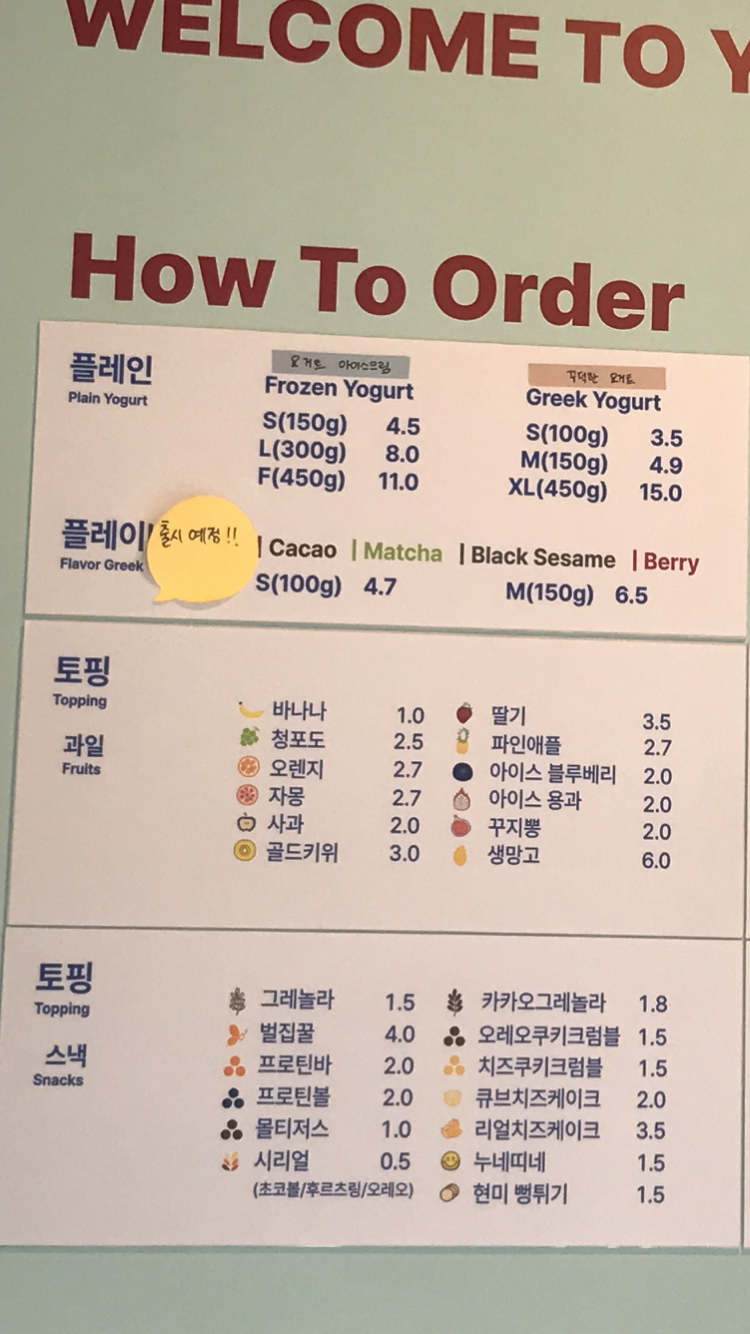 WELCOME TO Y
How To Order
플레인
Plain Yogurt
요거트 아이스크림
Frozen Yogurt
S(150g) 4.5
L(300g) 8.0
F(450g) 11.0
꾸덕한 요거트
Greek Yogurt
S(100g) 3.5
M(150g) 4.9
XL(450g) 15.0
플레이
Flavor Greek
출시 예정!!
| Cacao | Matcha | Black Sesame | Berry
S(100g) 4.7 M(150g) 6.5
토핑
Topping
과일
Fruits
바나나 1.0
청포도 2.5
오렌지 2.7
자몽 2.7
사과 2.0
골드키위 3.0
딸기 3.5
파인애플 2.7
아이스 블루베리 2.0
아이스 용과 2.0
꾸지뽕 2.0
생망고 6.0
토핑
Topping
스낵
Snacks
그레놀라 1.5
벌집꿀 4.0
프로틴바 2.0
프로틴볼 2.0
몰티저스 1.0
시리얼 0.5
(초코볼/후르츠링/오레오)
카카오그레놀라 1.8
오레오쿠키크럼블 1.5
치즈쿠키크럼블 1.5
큐브치즈케이크 2.0
리얼치즈케이크 3.5
누네띠네 1.5
현미 뻥튀기 1.5